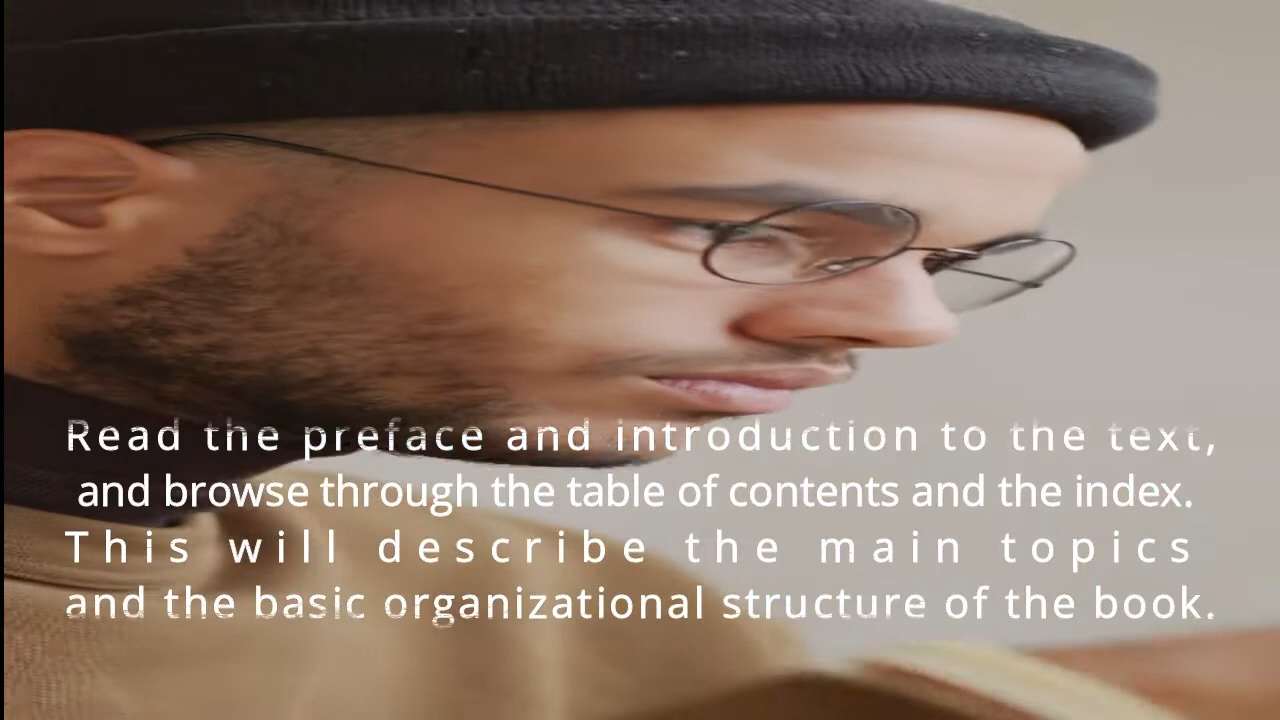 Read the preface and introduction to the text,
and browse through the table of contents and the index.
This will describe the main topics
and the basic organizational structure of the book.